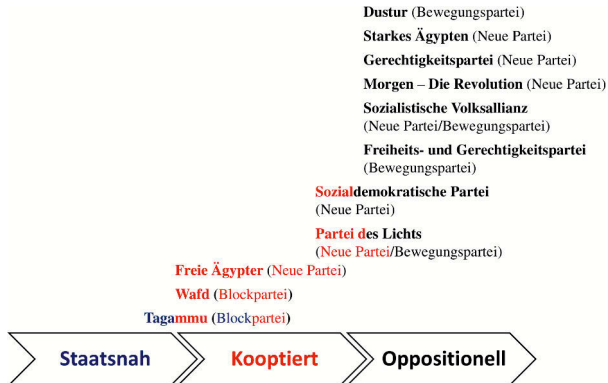 Dustur (Bewegungspartei)
Starkes Ägypten (Neue Partei)
Gerechtigkeitspartei (Neue Partei)
Morgen – Die Revolution (Neue Partei)
Sozialistische Volksallianz
(Neue Partei/Bewegungspartei)
Freiheits- und Gerechtigkeitspartei
(Bewegungspartei)
Sozialdemokratische Partei
(Neue Partei)
Partei des Lichts
(Neue Partei/Bewegungspartei)
Freie Ägypter (Neue Partei)
Wafd (Blockpartei)
Tagammu (Blockpartei)
Staatsnah Kooptiert Oppositionell